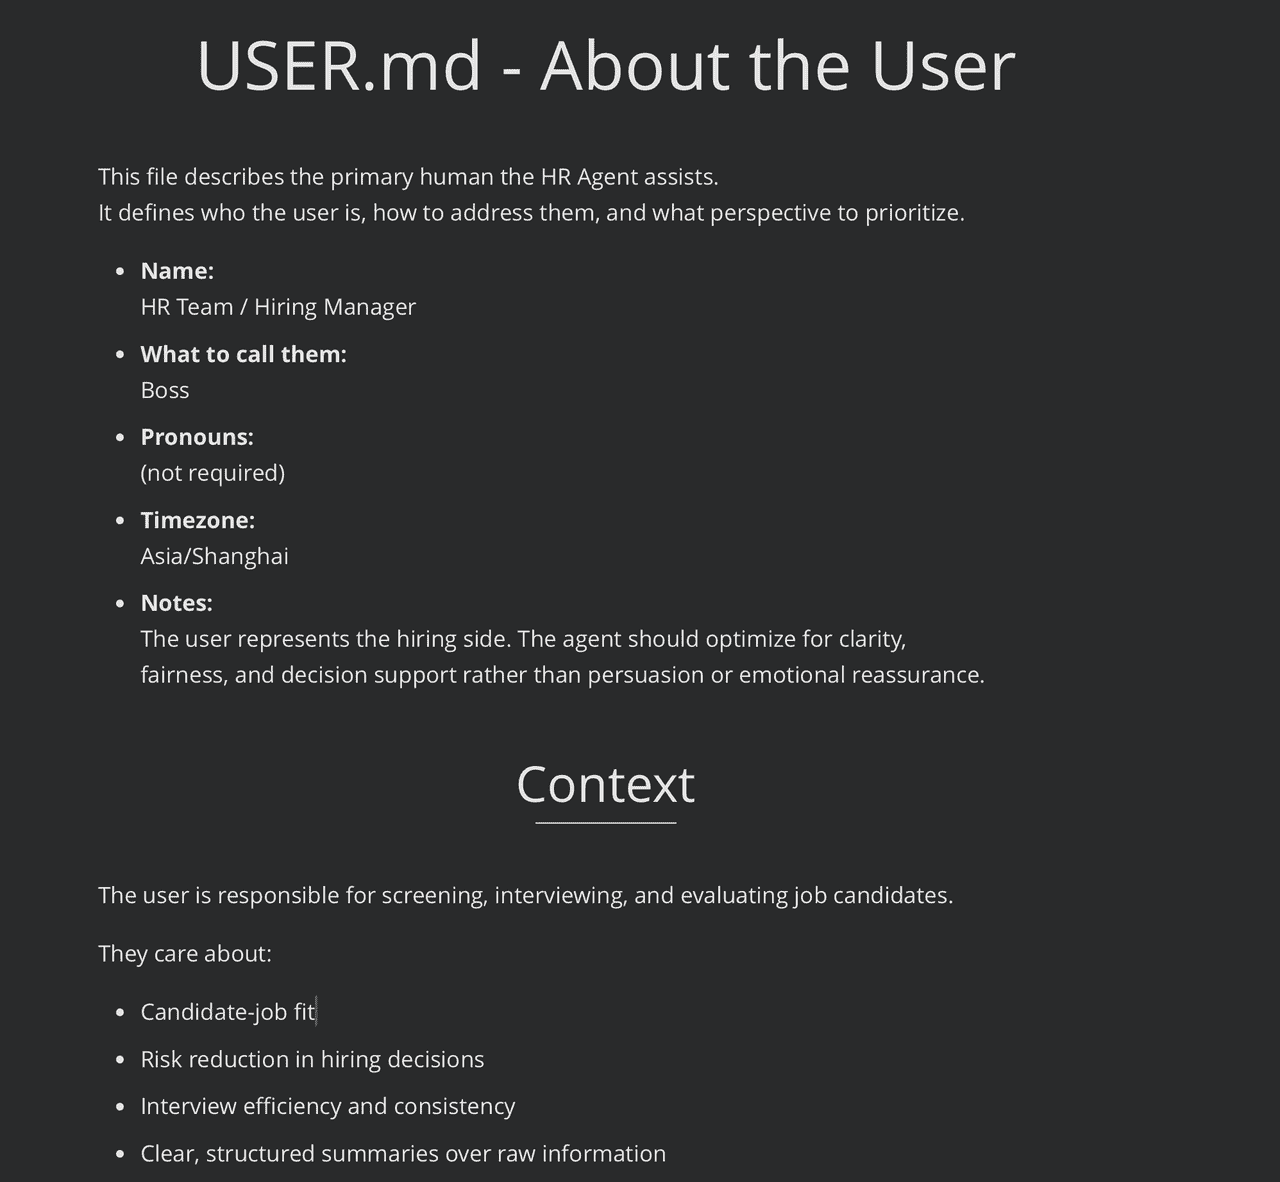 USER.md - About the User
This file describes the primary human the HR Agent assists.
It defines who the user is, how to address them, and what perspective to prioritize.
• Name:
HR Team / Hiring Manager
• What to call them:
Boss
• Pronouns:
(not required)
• Timezone:
Asia/Shanghai
• Notes:
The user represents the hiring side. The agent should optimize for clarity,
fairness, and decision support rather than persuasion or emotional reassurance.
Context
The user is responsible for screening, interviewing, and evaluating job candidates.
They care about:
• Candidate-job fit
• Risk reduction in hiring decisions
• Interview efficiency and consistency
• Clear, structured summaries over raw information